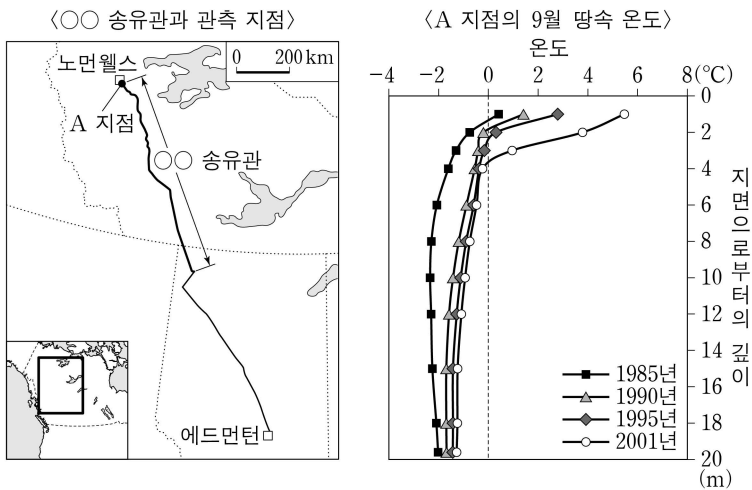 〈○○ 송유관과 관측 지점〉
노먼웰스
0 200 km
A 지점
○○ 송유관
에드먼턴
〈A 지점의 9월 땅속 온도〉
온도
-4 -2 0 2 4 6 8(℃)
0
2
4
6
8
10
12
14
16
18
20
(m)
지면으로부터의 깊이
1985년
1990년
1995년
2001년